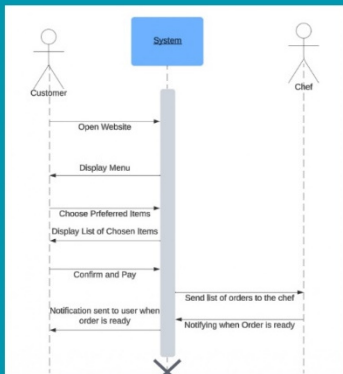 System
Customer
Chef
Open Website
Display Menu
Choose Prfeferred Items
Display List of Chosen Items
Confirm and Pay
Send list of orders to the chef
Notification sent to user when
order is ready
Notifying when Order is ready